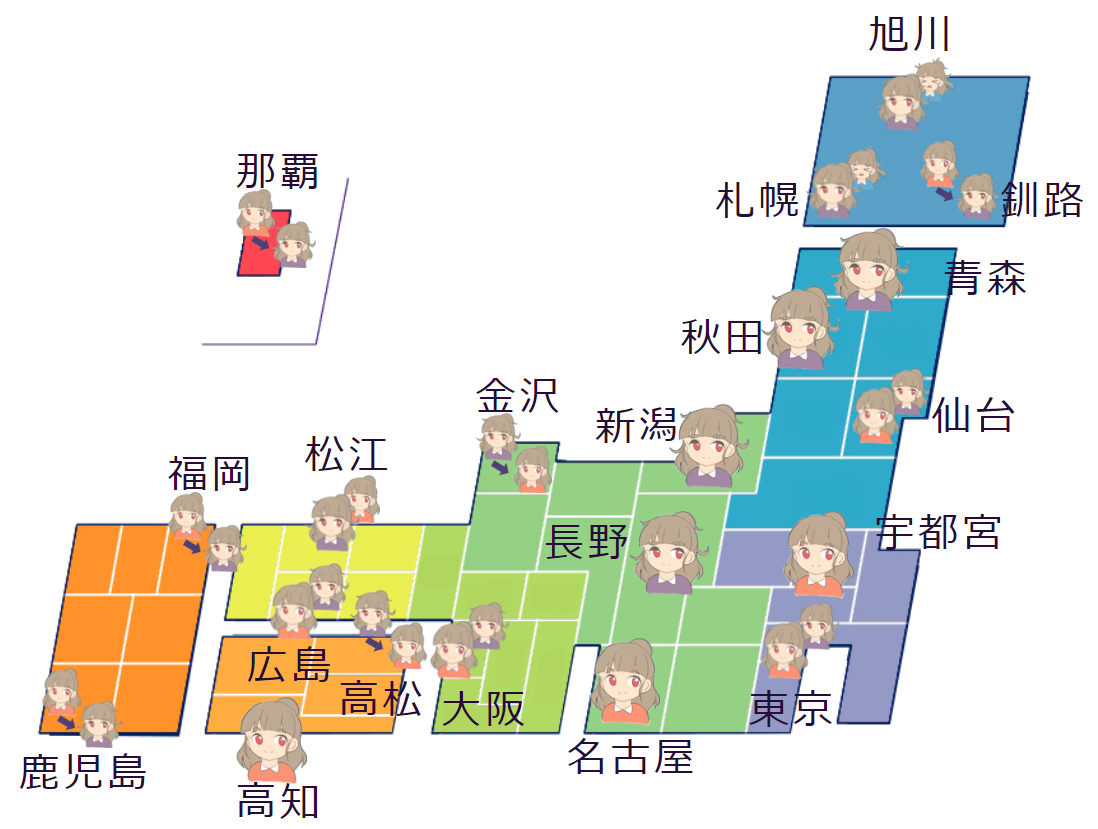 旭川
那覇
札幌
釧路
青森
秋田
金沢
新潟
仙台
松江
福岡
長野
宇都宮
広島
高松
大阪
東京
名古屋
鹿児島
高知